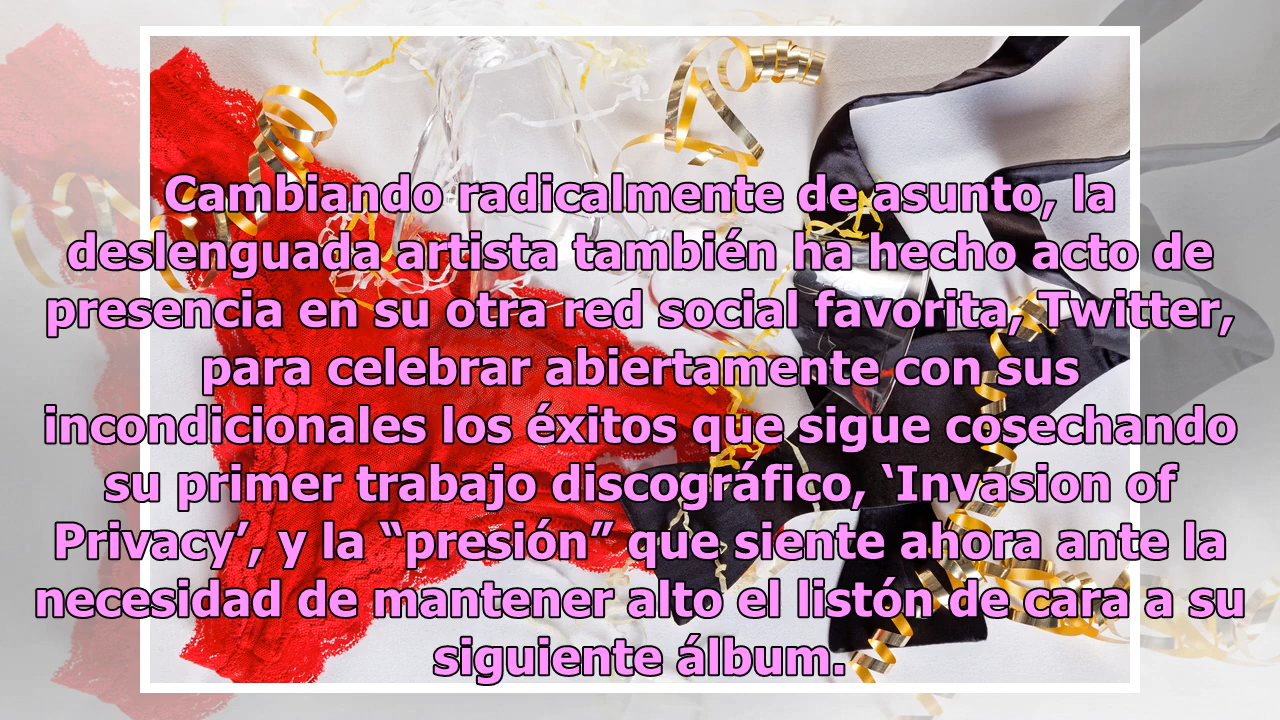 Cambiando radicalmente de asunto, la
deslenguada artista también ha hecho acto de
presencia en su otra red social favorita, Twitter,
para celebrar abiertamente con sus
incondicionales los éxitos que sigue cosechando
su primer trabajo discográfico, ‘Invasion of
Privacy’, y la “presión” que siente ahora ante la
necesidad de mantener alto el listón de cara a su
siguiente álbum.